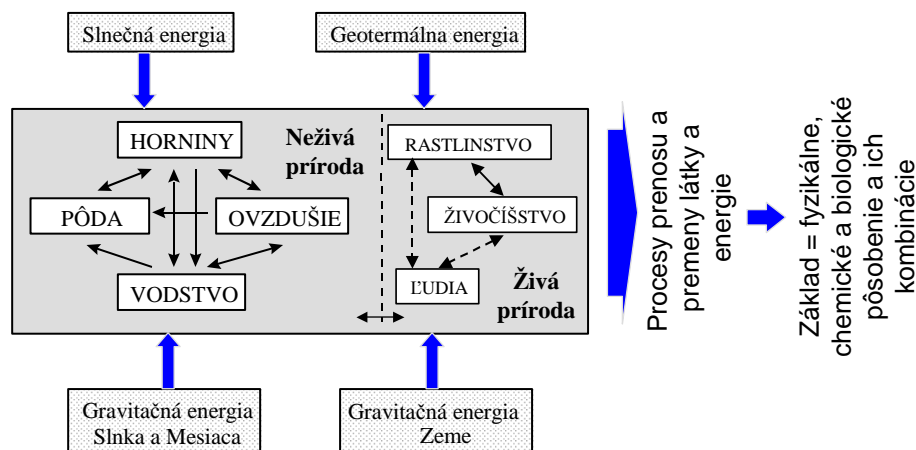 Slnečná energia
Geotermálna energia
HORNINY
Neživá
príroda
RASTLINSTVO
PÔDA
OVZDUŠIE
ŽIVOČÍŠSTVO
VODSTVO
ĽUDIA
Živá
príroda
Gravitačná energia
Slnka a Mesiaca
Gravitačná energia
Zeme
Procesy prenosu a
premeny látky a
energie
Základ = fyzikálne,
chemické a biologické
pôsobenie a ich
kombinácie